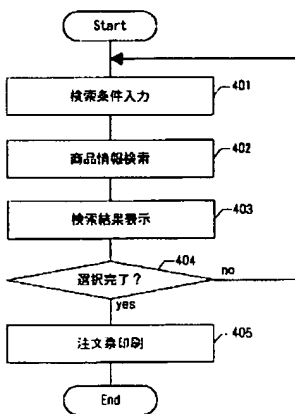 Start
検索条件入力
401
商品情報検索
402
検索結果表示
403
404
選択完了?
no
yes
注文票印刷
405
End